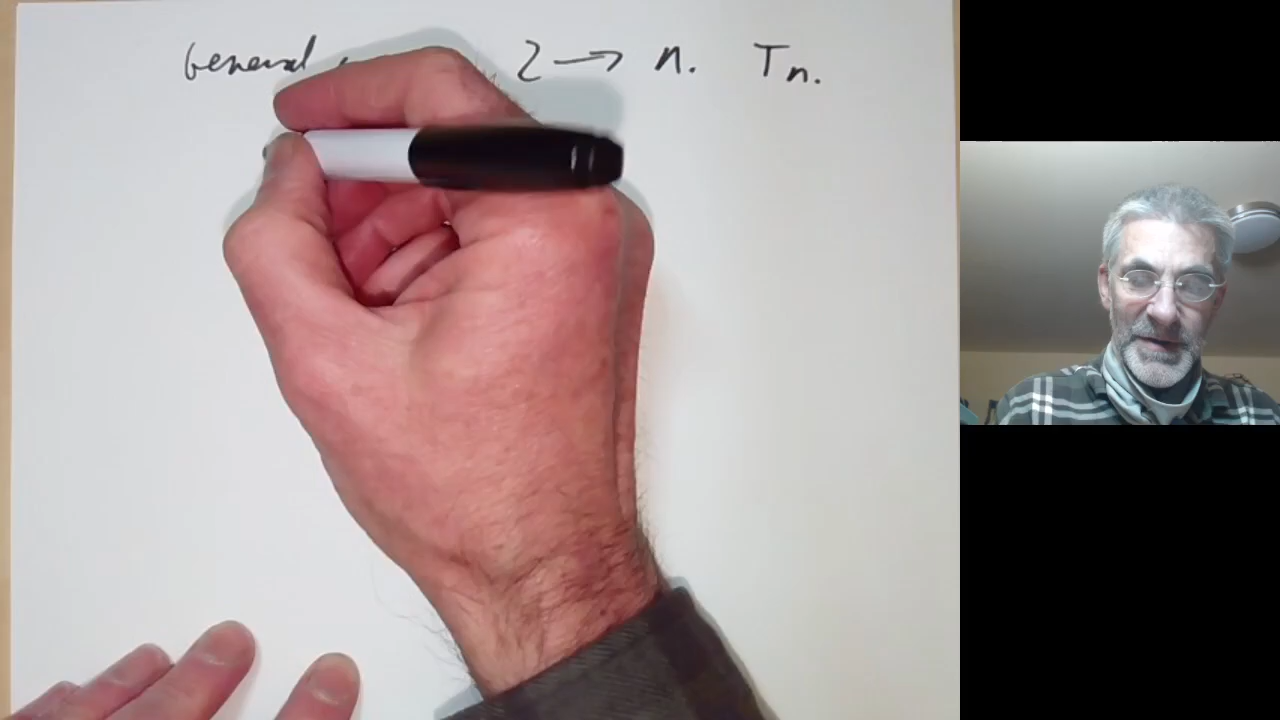 General 2 → n. Tn.